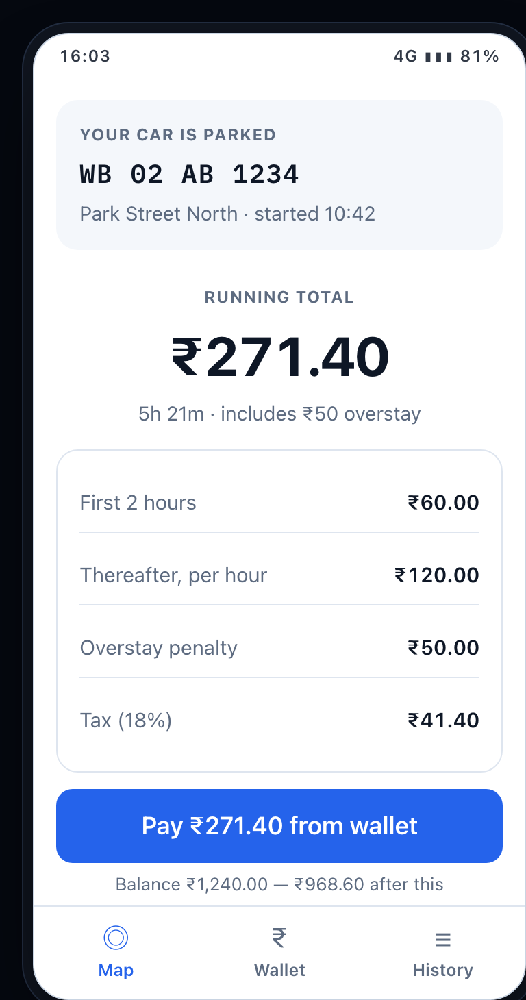 16:03 4G 81%
YOUR CAR IS PARKED
WB 02 AB 1234
Park Street North · started 10:42
RUNNING TOTAL
₹271.40
5h 21m · includes ₹50 overstay
First 2 hours ₹60.00
Thereafter, per hour ₹120.00
Overstay penalty ₹50.00
Tax (18%) ₹41.40
Pay ₹271.40 from wallet
Balance ₹1,240.00 — ₹968.60 after this
₹
Map Wallet History